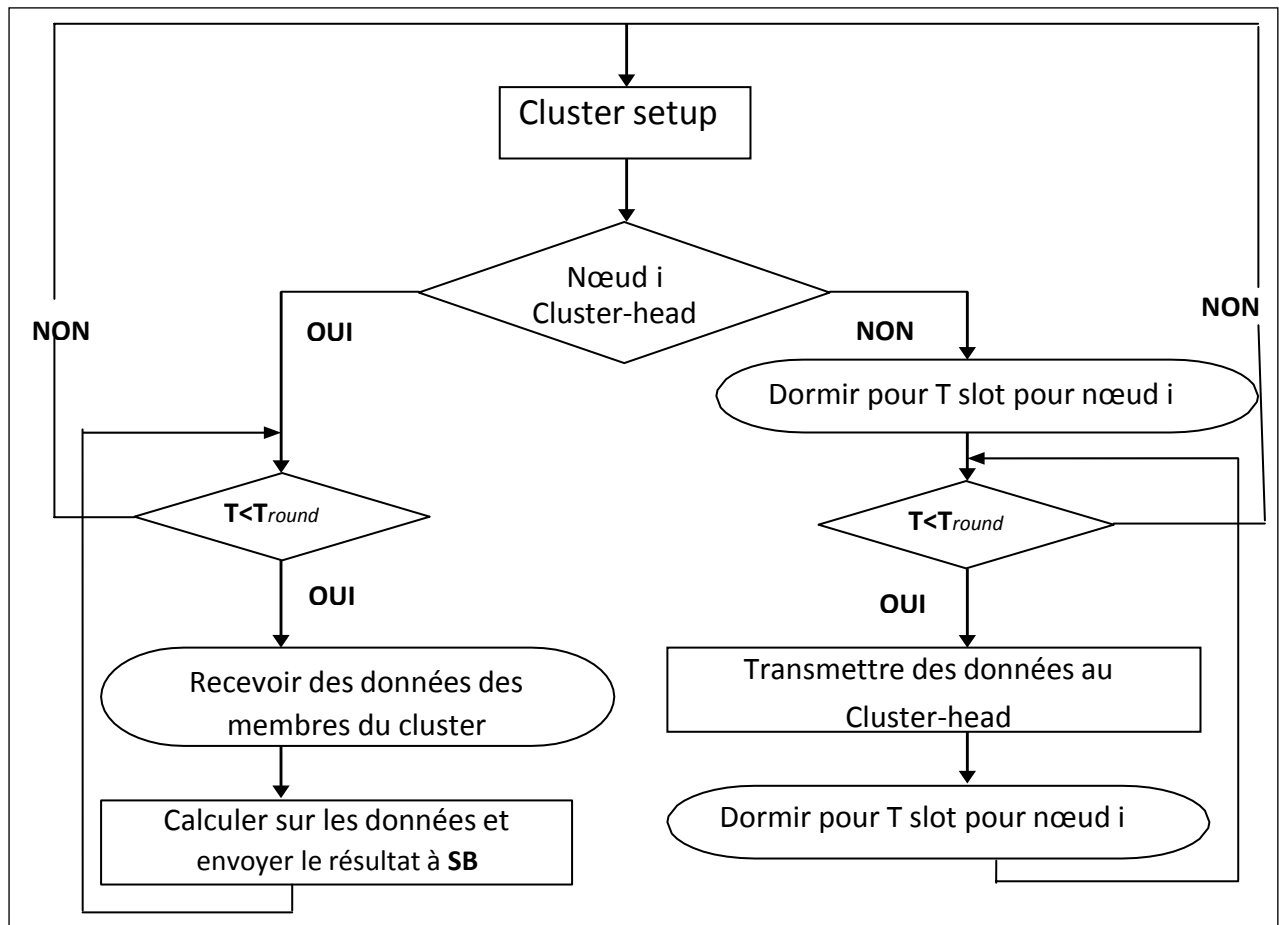 Cluster setup
Nœud i
Cluster-head
NON
OUI
NON
NON
Dormir pour T slot pour nœud i
T<Tround
T<Tround
OUI
OUI
Recevoir des données des
membres du cluster
Transmettre des données au
Cluster-head
Calculer sur les données et
envoyer le résultat à SB
Dormir pour T slot pour nœud i